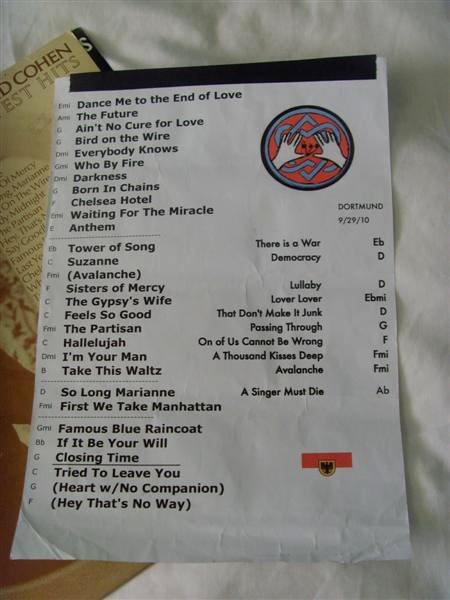 D COHEN
EST HITS
S
Emi Dance Me to the End of Love
Ami The Future
G Ain't No Cure for Love
G Bird on the Wire
Dmi Everybody Knows
Gmi Who By Fire
Dmi Darkness
G Born In Chains
F Chelsea Hotel
Emi Waiting For The Miracle
E Anthem
DORTMUND
9/29/10
Eb Tower of Song There is a War Eb
C Suzanne Democracy D
Fmi (Avalanche)
F Sisters of Mercy Lullaby D
C The Gypsy's Wife Lover Lover Ebmi
C Feels So Good That Don't Make It Junk D
Fmi The Partisan Passing Through G
C Hallelujah On of Us Cannot Be Wrong F
Dmi I'm Your Man A Thousand Kisses Deep Fmi
B Take This Waltz Avalanche Fmi
D So Long Marianne A Singer Must Die Ab
Fmi First We Take Manhattan
Gmi Famous Blue Raincoat
Bb If It Be Your Will
G Closing Time
C Tried To Leave You
G (Heart w/No Companion)
F (Hey That's No Way)